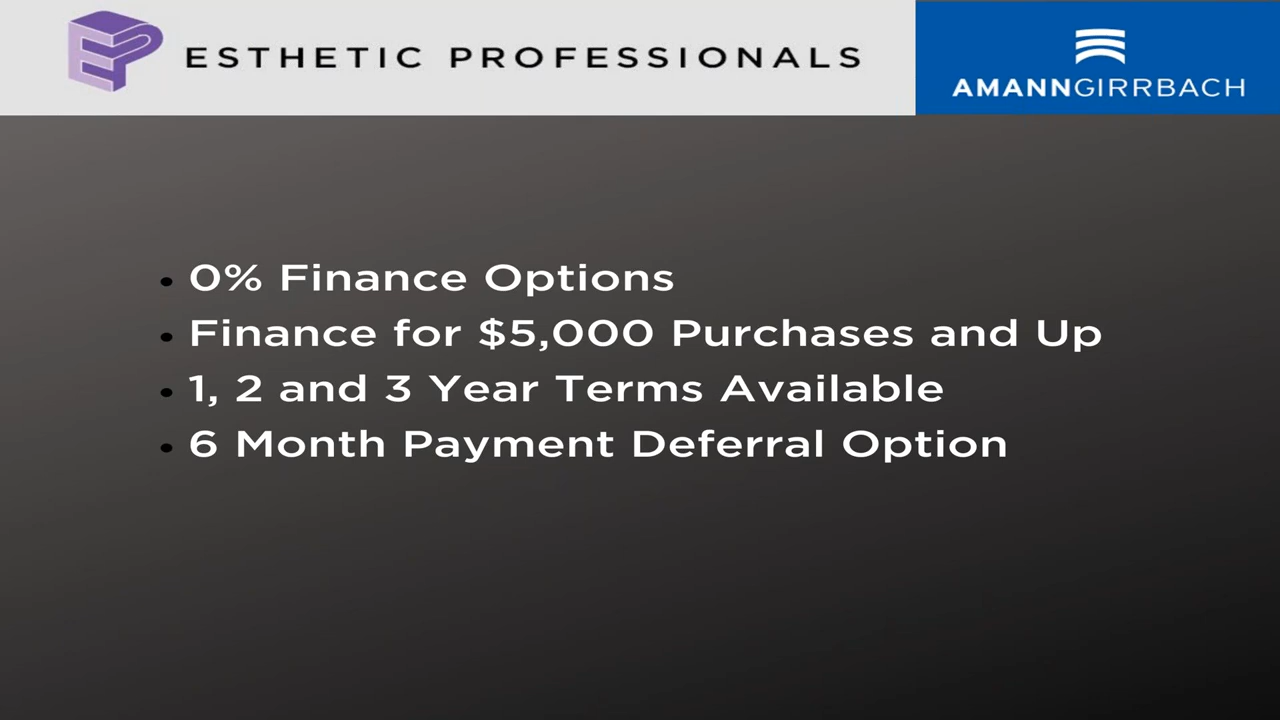 EP ESTHETIC PROFESSIONALS
AMANNGIRRBACH
• 0% Finance Options
• Finance for $5,000 Purchases and Up
• 1, 2 and 3 Year Terms Available
• 6 Month Payment Deferral Option